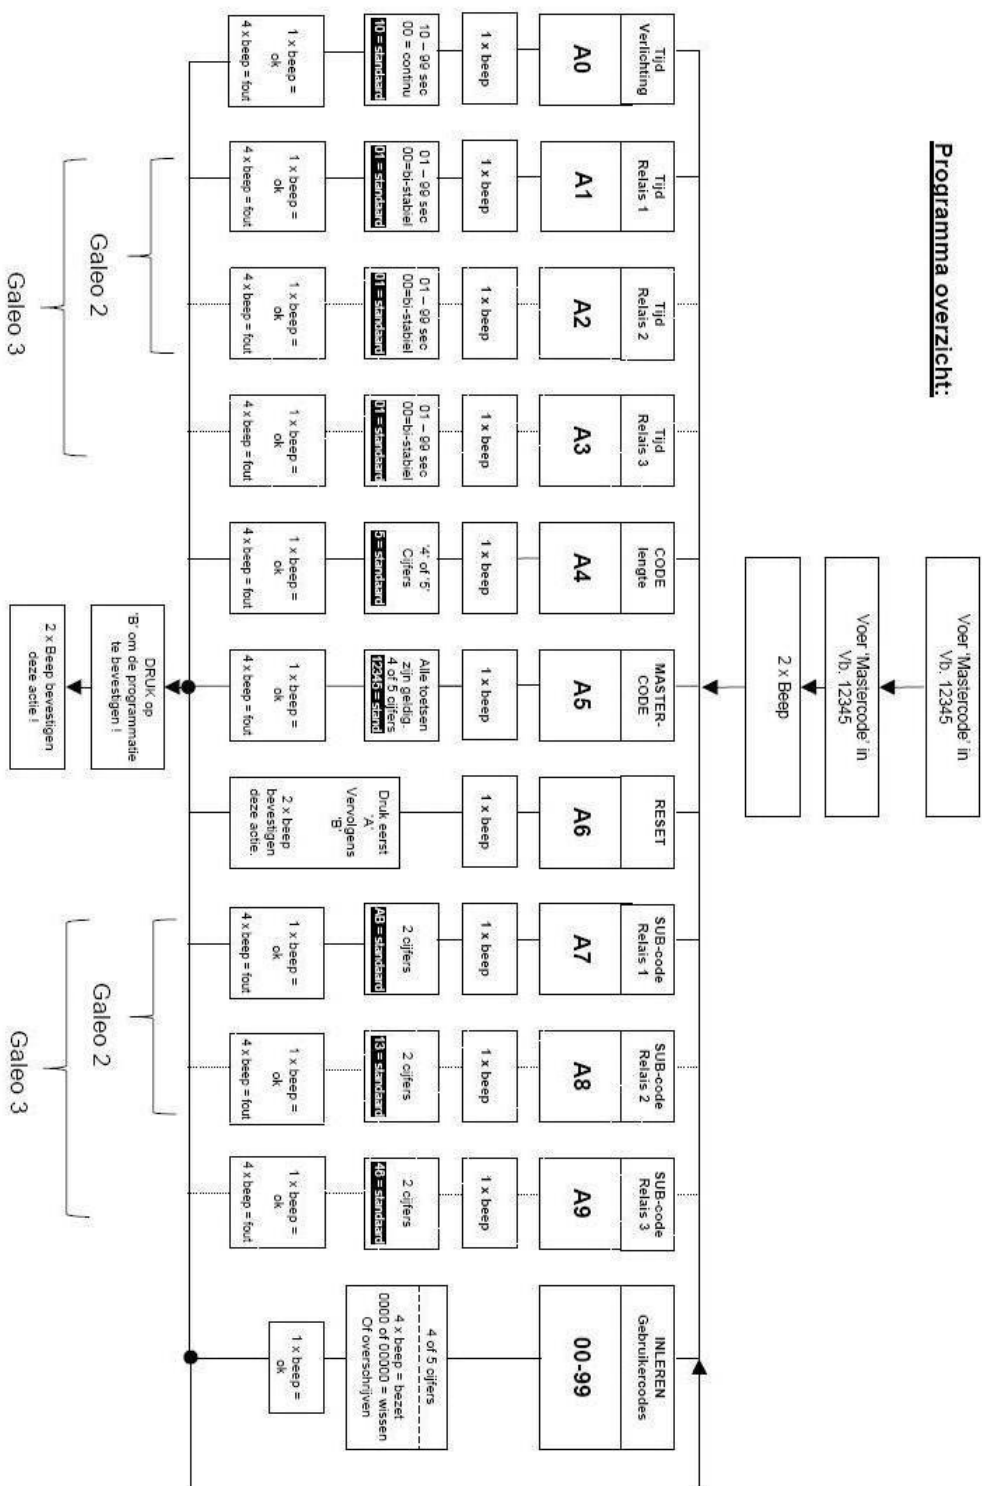 Programma overzicht:
Voer 'Mastercode' in
Vb. 12345
Voer 'Mastercode' in
Vb. 12345
2 x Beep
Tijd
Verlichting
A0
1 x beep
10 – 99 sec
00 = continu
10 = standaard
1 x beep =
ok
4 x beep = fout
Tijd
Relais 1
A1
1 x beep
01 – 99 sec
00=bi-stabiel
01 = standaard
1 x beep =
ok
4 x beep = fout
Tijd
Relais 2
A2
1 x beep
01 – 99 sec
00=bi-stabiel
01 = standaard
1 x beep =
ok
4 x beep = fout
Tijd
Relais 3
A3
1 x beep
01 – 99 sec
00=bi-stabiel
01 = standaard
1 x beep =
ok
4 x beep = fout
CODE
lengte
A4
1 x beep
'4' of '5'
Cijfers
5 = standaard
1 x beep =
ok
4 x beep = fout
MASTER-
CODE
A5
1 x beep
Alle toetsen
zijn geldig.
4 of 5 cijfers
12345 = stand
1 x beep =
ok
4 x beep = fout
RESET
A6
1 x beep
Druk eerst
'A'
Vervolgens
'B'
2 x beep
bevestigen
deze actie.
SUB-code
Relais 1
A7
1 x beep
2 cijfers
AB = standaard
1 x beep =
ok
4 x beep = fout
SUB-code
Relais 2
A8
1 x beep
2 cijfers
13 = standaard
1 x beep =
ok
4 x beep = fout
SUB-code
Relais 3
A9
1 x beep
2 cijfers
46 = standaard
1 x beep =
ok
4 x beep = fout
INLEREN
Gebruikercodes
00-99
4 of 5 cijfers
4 x beep = bezet
0000 of 00000 = wissen
Of overschrijven
1 x beep =
ok
Galeo 2
Galeo 3
DRUK op
'B' om de programmatie
te bevestigen !
2 x Beep bevestigen
deze actie !
Galeo 2
Galeo 3